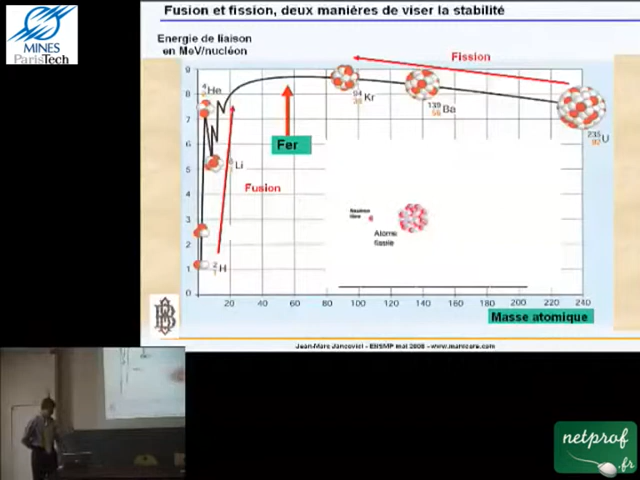 Fusion et fission, deux manières de viser la stabilité
MINES
ParisTech
Energie de liaison
en MeV/nucléon
Fission
9
8
7
6
5
4
3
2
1
0
4
He
Li
2
1
H
94
36
Kr
139
56
Ba
235
92
U
Fer
Fusion
Atome
fissile
20
40
60
80
100
120
140
160
180
200
220
240
Masse atomique
Jean-Marc Jancovici - ENSMP mai 2008 - www.manicore.com
netprof
.fr